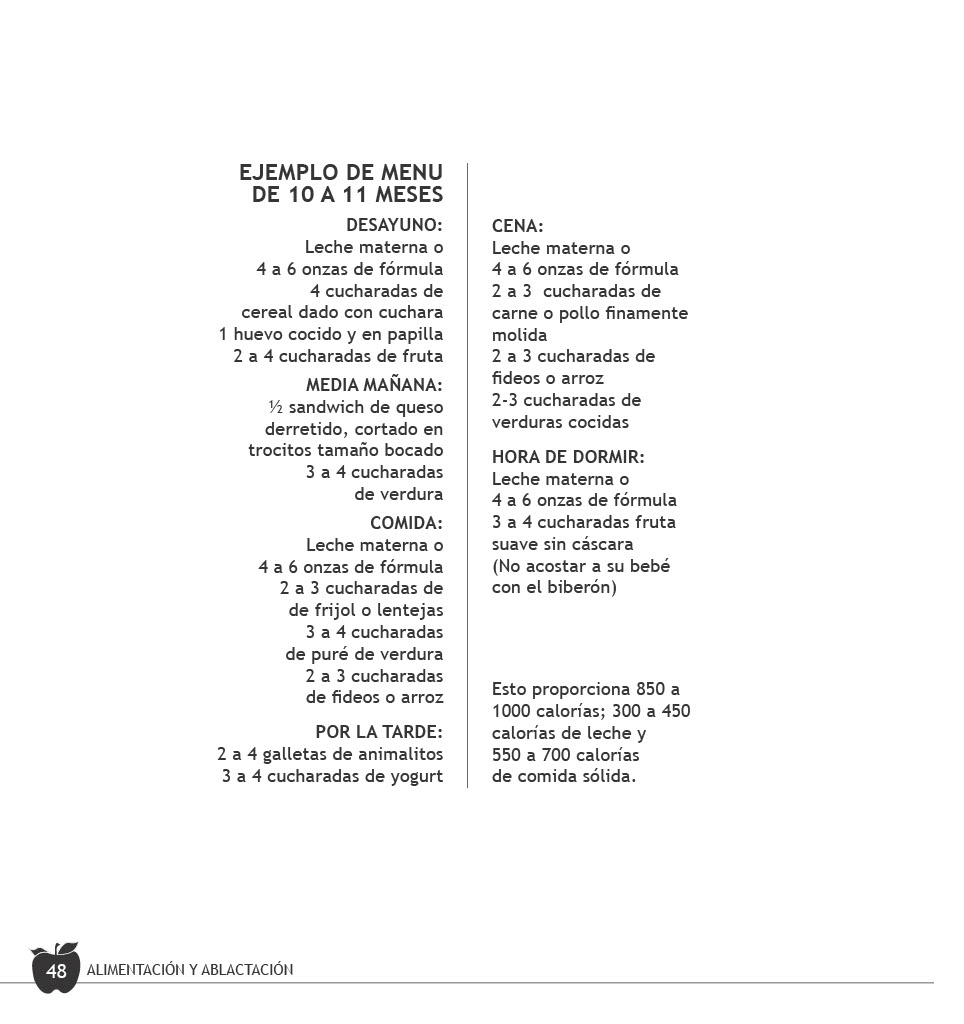 EJEMPLO DE MENU
DE 10 A 11 MESES
DESAYUNO:
Leche materna o
4 a 6 onzas de fórmula
4 cucharadas de
cereal dado con cuchara
1 huevo cocido y en papilla
2 a 4 cucharadas de fruta
MEDIA MAÑANA:
½ sandwich de queso
derretido, cortado en
trocitos tamaño bocado
3 a 4 cucharadas
de verdura
COMIDA:
Leche materna o
4 a 6 onzas de fórmula
2 a 3 cucharadas de
de frijol o lentejas
3 a 4 cucharadas
de puré de verdura
2 a 3 cucharadas
de fideos o arroz
POR LA TARDE:
2 a 4 galletas de animalitos
3 a 4 cucharadas de yogurt
CENA:
Leche materna o
4 a 6 onzas de fórmula
2 a 3 cucharadas de
carne o pollo finamente
molida
2 a 3 cucharadas de
fideos o arroz
2-3 cucharadas de
verduras cocidas
HORA DE DORMIR:
Leche materna o
4 a 6 onzas de fórmula
3 a 4 cucharadas fruta
suave sin cáscara
(No acostar a su bebé
con el biberón)
Esto proporciona 850 a
1000 calorías; 300 a 450
calorías de leche y
550 a 700 calorías
de comida sólida.
48 ALIMENTACIÓN Y ABLACTACIÓN